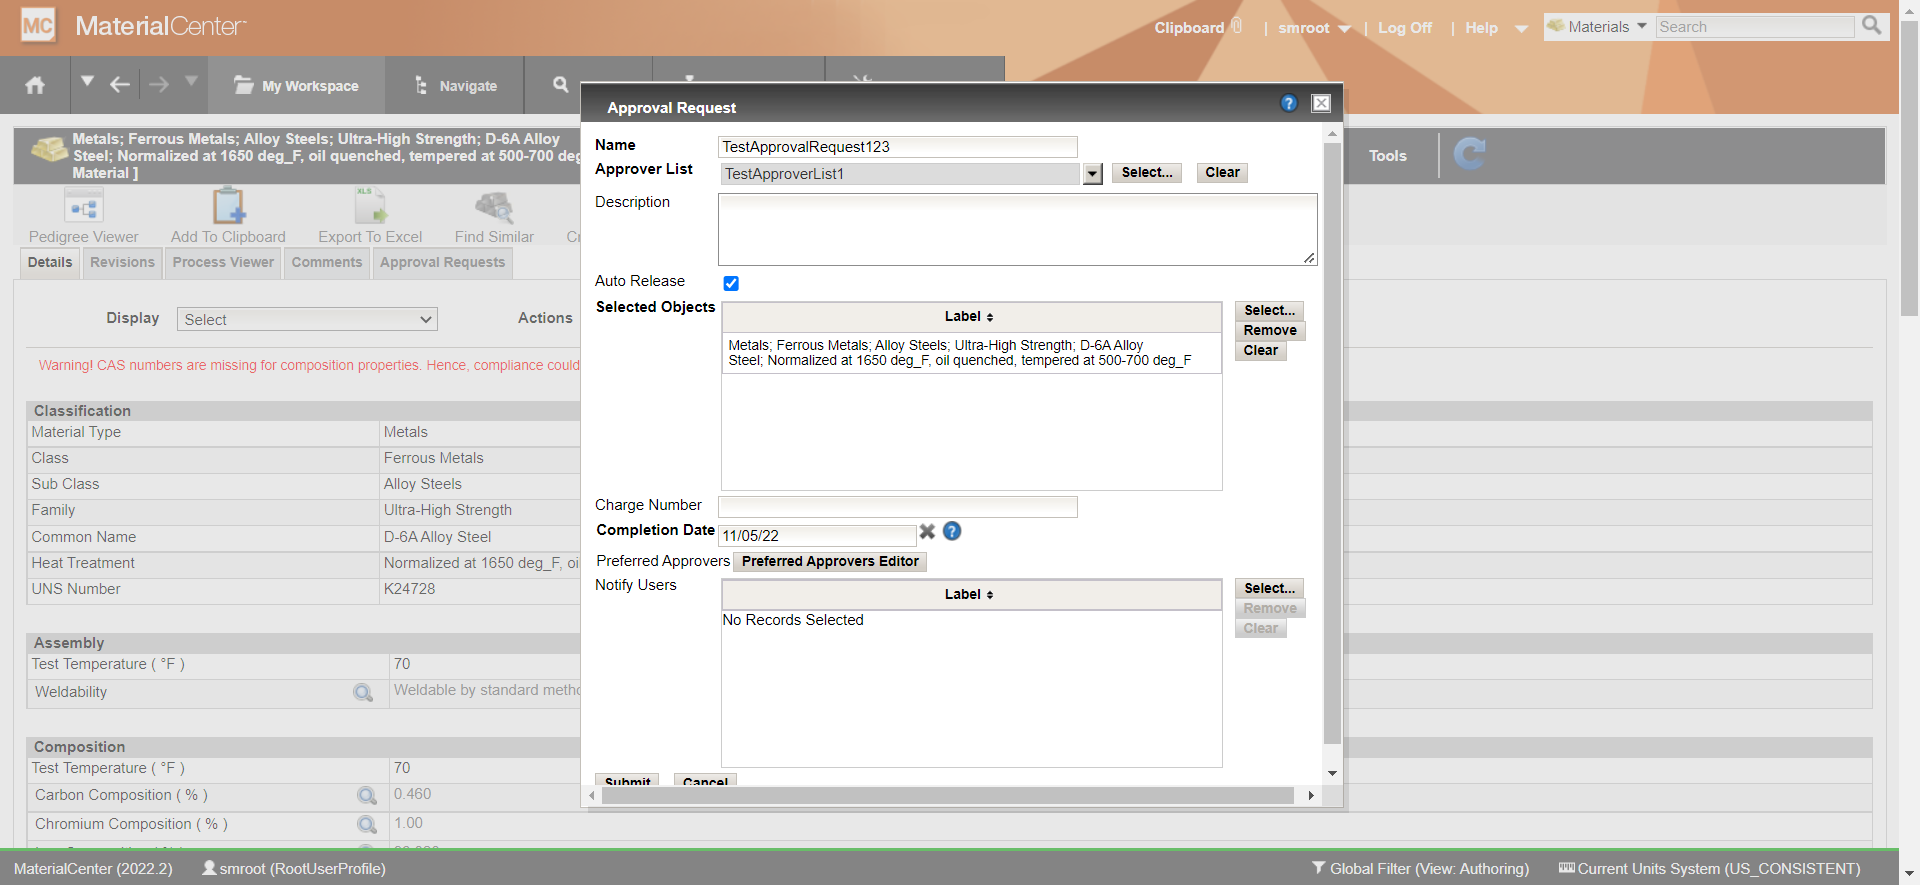 MC MaterialCenter
Clipboard | smroot | Log Off | Help
Materials Search
My Workspace
Navigate
Metals; Ferrous Metals; Alloy Steels; Ultra-High Strength; D-6A Alloy
Steel; Normalized at 1650 deg_F, oil quenched, tempered at 500-700 deg
Material ]
Tools
Pedigree Viewer
Add To Clipboard
XLS
Export To Excel
Find Similar
Details
Revisions
Process Viewer
Comments
Approval Requests
Display
Select
Actions
Warning! CAS numbers are missing for composition properties. Hence, compliance could
Classification
Material Type Metals
Class Ferrous Metals
Sub Class Alloy Steels
Family Ultra-High Strength
Common Name D-6A Alloy Steel
Heat Treatment Normalized at 1650 deg_F, oi
UNS Number K24728
Assembly
Test Temperature ( °F ) 70
Weldability Weldable by standard metho
Composition
Test Temperature ( °F ) 70
Carbon Composition ( % ) 0.460
Chromium Composition ( % ) 1.00
Approval Request
?
Name TestApprovalRequest123
Approver List TestApproverList1 Select... Clear
Description
Auto Release
Selected Objects
Label
Metals; Ferrous Metals; Alloy Steels; Ultra-High Strength; D-6A Alloy
Steel; Normalized at 1650 deg_F, oil quenched, tempered at 500-700 deg_F
Select...
Remove
Clear
Charge Number
Completion Date 11/05/22 ?
Preferred Approvers Preferred Approvers Editor
Notify Users
Label
No Records Selected
Select...
Remove
Clear
Submit Cancel
MaterialCenter (2022.2) smroot (RootUserProfile) Global Filter (View: Authoring) Current Units System (US_CONSISTENT)